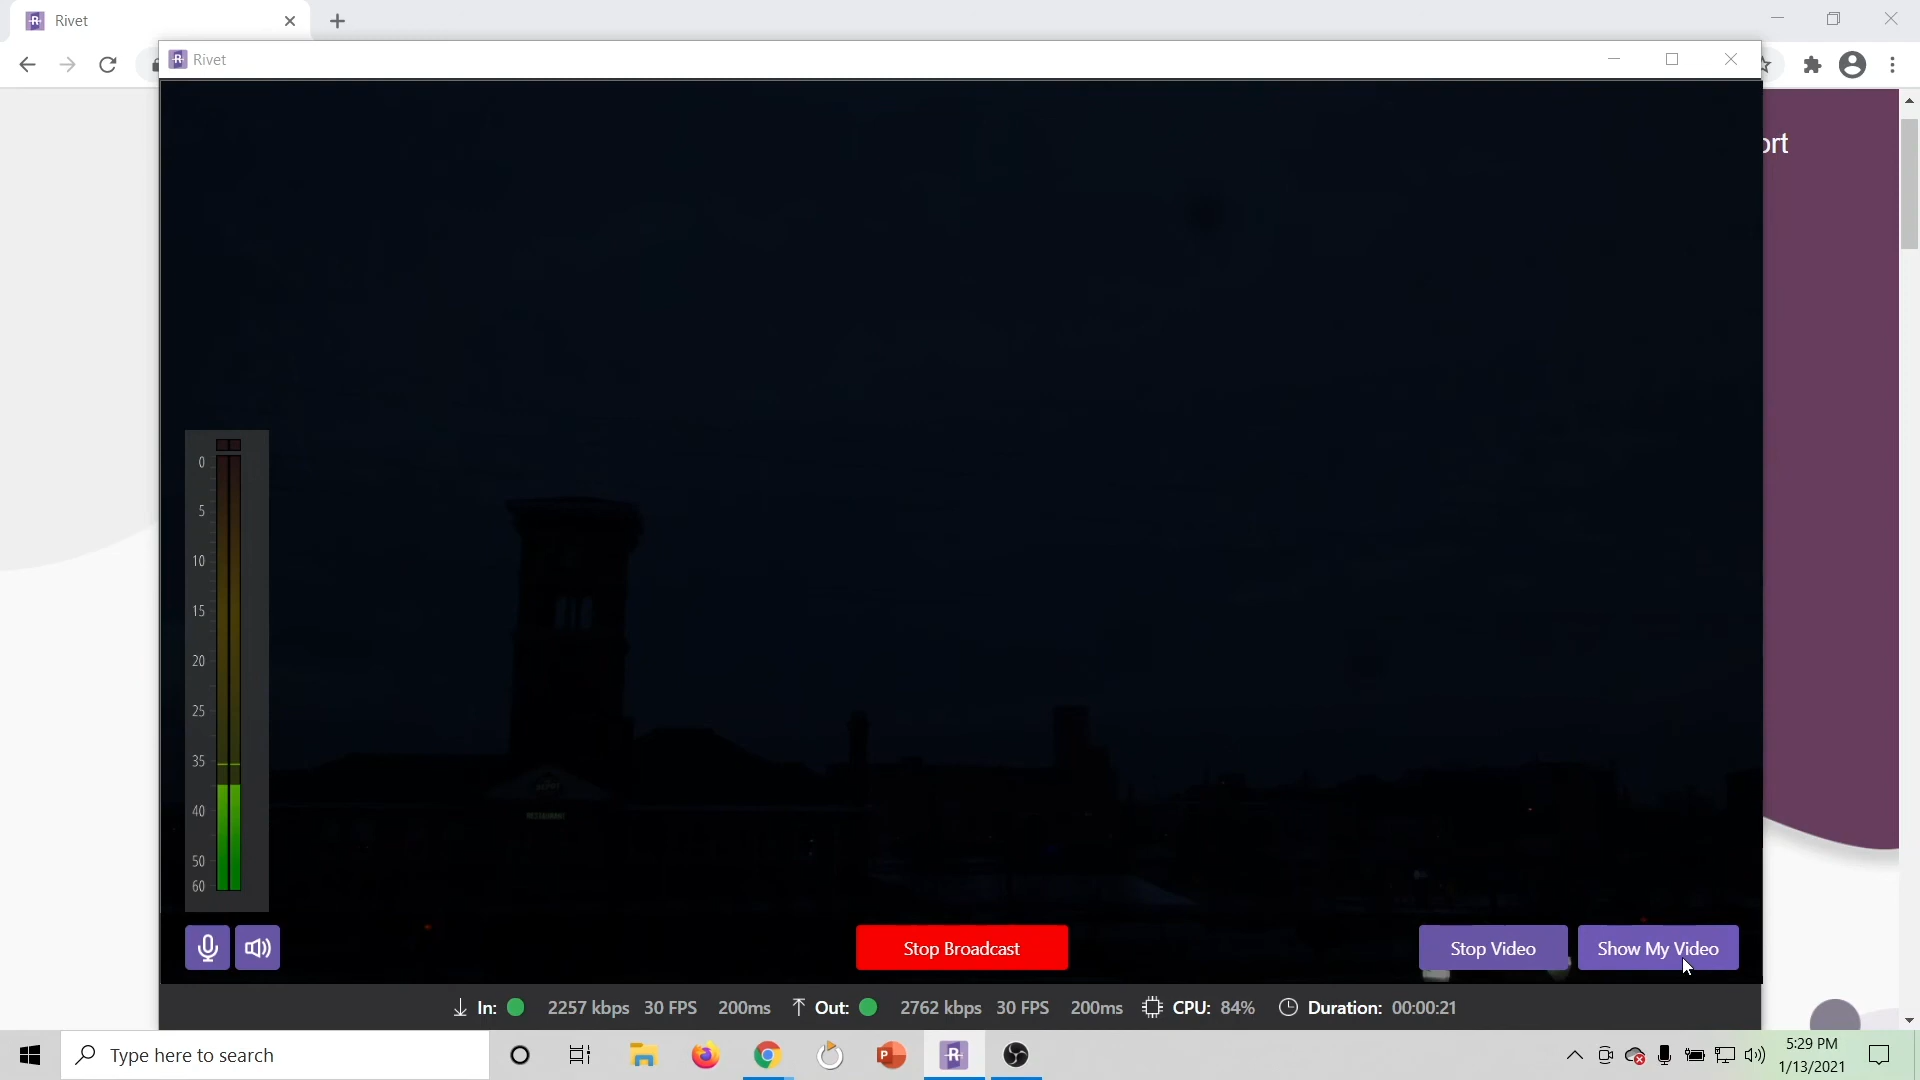 Rivet
Rivet
ort
0
5
10
15
20
25
35
40
50
60
RESTAURANT
Stop Broadcast
Stop Video
Show My Video
In: 2257 kbps 30 FPS 200ms Out: 2762 kbps 30 FPS 200ms CPU: 84% Duration: 00:00:21
Type here to search
5:29 PM
1/13/2021